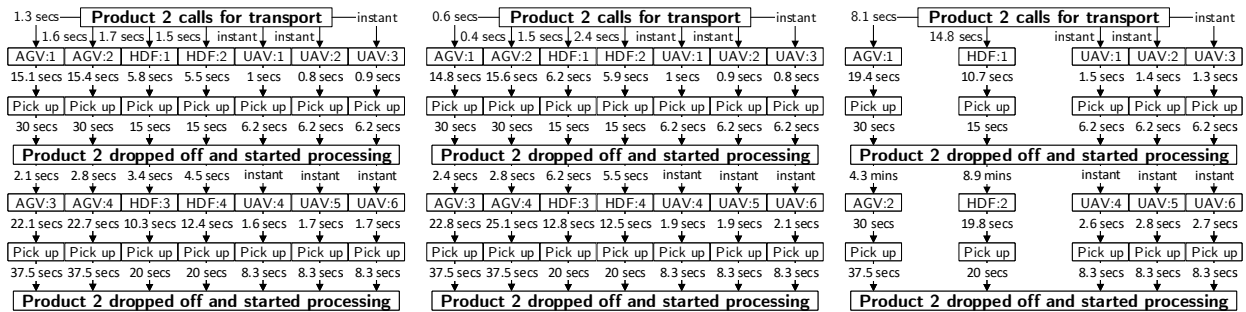 1.3 secs Product 2 calls for transport instant
1.6 secs 1.7 secs 1.5 secs instant instant
AGV:1 AGV:2 HDF:1 HDF:2 UAV:1 UAV:2 UAV:3
15.1 secs 15.4 secs 5.8 secs 5.5 secs 1 secs 0.8 secs 0.9 secs
Pick up Pick up Pick up Pick up Pick up Pick up Pick up
30 secs 30 secs 15 secs 15 secs 6.2 secs 6.2 secs 6.2 secs
Product 2 dropped off and started processing
2.1 secs 2.8 secs 3.4 secs 4.5 secs instant instant instant
AGV:3 AGV:4 HDF:3 HDF:4 UAV:4 UAV:5 UAV:6
22.1 secs 22.7 secs 10.3 secs 12.4 secs 1.6 secs 1.7 secs 1.7 secs
Pick up Pick up Pick up Pick up Pick up Pick up Pick up
37.5 secs 37.5 secs 20 secs 20 secs 8.3 secs 8.3 secs 8.3 secs
Product 2 dropped off and started processing
0.6 secs Product 2 calls for transport instant
0.4 secs 1.5 secs 2.4 secs instant instant
AGV:1 AGV:2 HDF:1 HDF:2 UAV:1 UAV:2 UAV:3
14.8 secs 15.6 secs 6.2 secs 5.9 secs 1 secs 0.9 secs 0.8 secs
Pick up Pick up Pick up Pick up Pick up Pick up Pick up
30 secs 30 secs 15 secs 15 secs 6.2 secs 6.2 secs 6.2 secs
Product 2 dropped off and started processing
2.4 secs 2.8 secs 6.2 secs 5.5 secs instant instant instant
AGV:3 AGV:4 HDF:3 HDF:4 UAV:4 UAV:5 UAV:6
22.8 secs 25.1 secs 12.8 secs 12.5 secs 1.9 secs 1.9 secs 2.1 secs
Pick up Pick up Pick up Pick up Pick up Pick up Pick up
37.5 secs 37.5 secs 20 secs 20 secs 8.3 secs 8.3 secs 8.3 secs
Product 2 dropped off and started processing
8.1 secs Product 2 calls for transport instant
14.8 secs instant instant
AGV:1 HDF:1 UAV:1 UAV:2 UAV:3
19.4 secs 10.7 secs 1.5 secs 1.4 secs 1.3 secs
Pick up Pick up Pick up Pick up Pick up
30 secs 15 secs 6.2 secs 6.2 secs 6.2 secs
Product 2 dropped off and started processing
4.3 mins 8.9 mins instant instant instant
AGV:2 HDF:2 UAV:4 UAV:5 UAV:6
30 secs 19.8 secs 2.6 secs 2.8 secs 2.7 secs
Pick up Pick up Pick up Pick up Pick up
37.5 secs 20 secs 8.3 secs 8.3 secs 8.3 secs
Product 2 dropped off and started processing